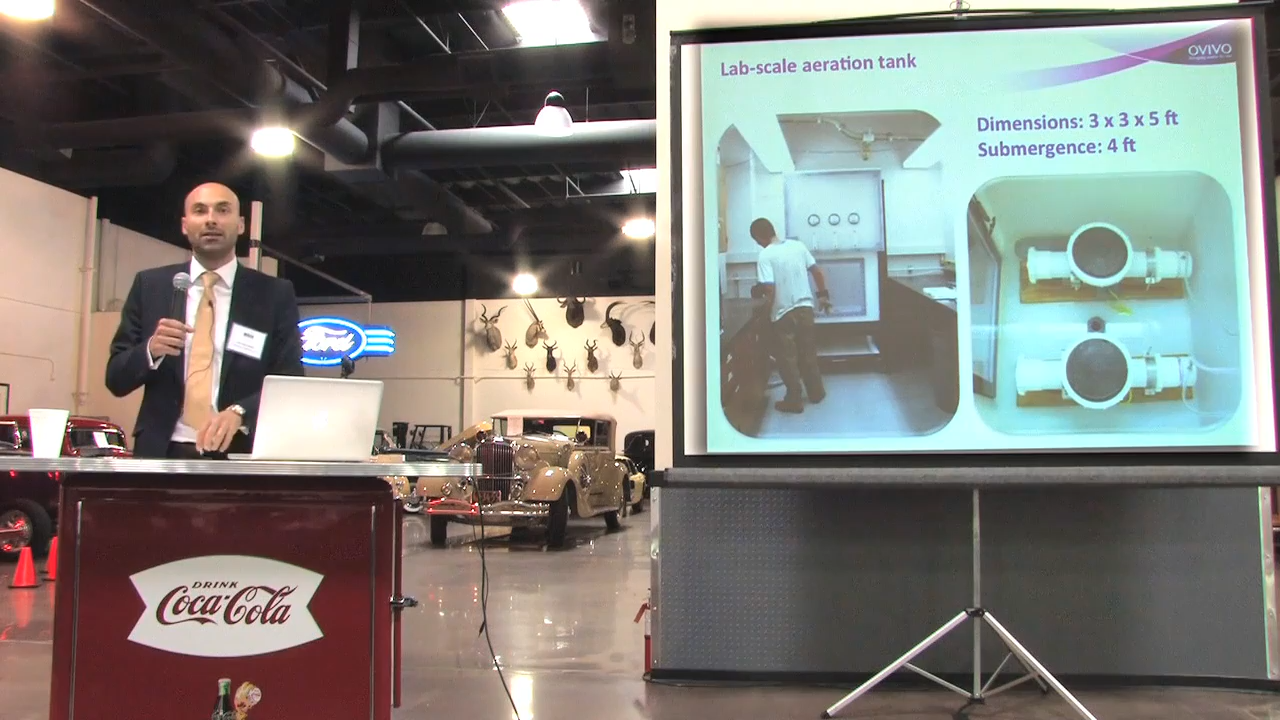 Lab-scale aeration tank
OVIVO
Dimensions: 3 x 3 x 5 ft
Submergence: 4 ft
Ford
DRINK
Coca-Cola